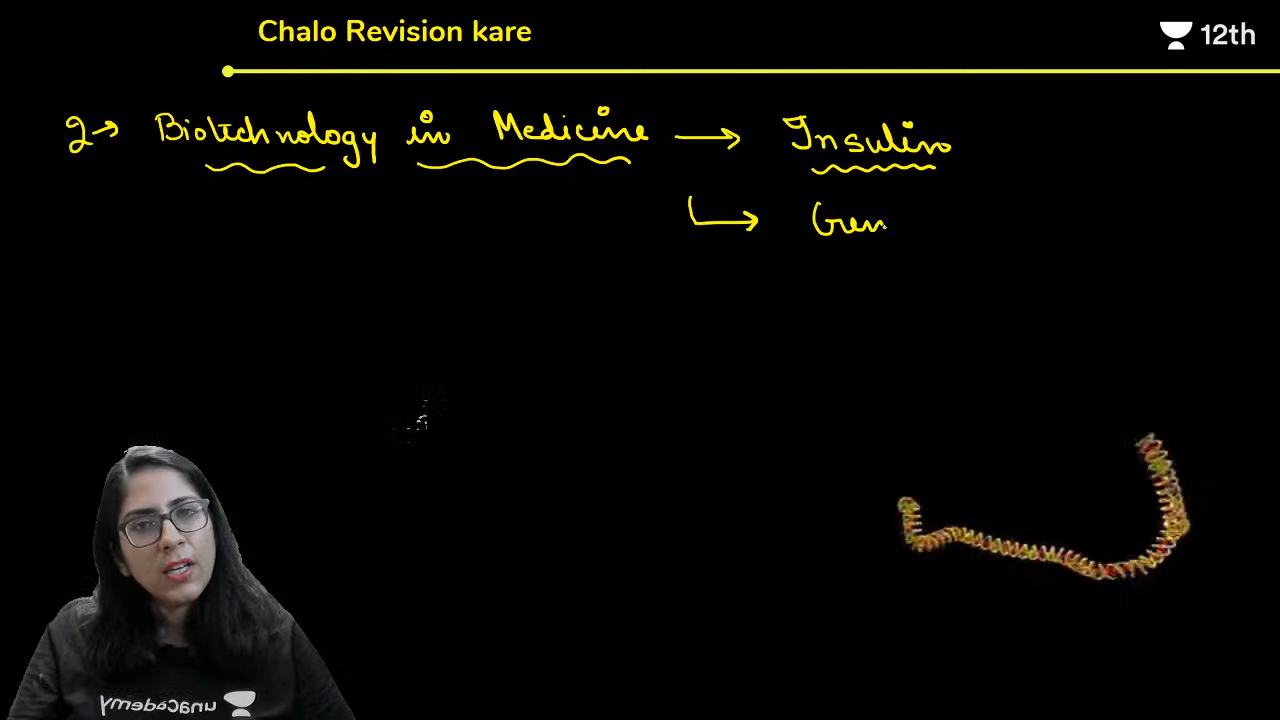 Chalo Revision kare
12th
2→ Biotechnology in Medicine → Insulin
↳ Gen
unacademy